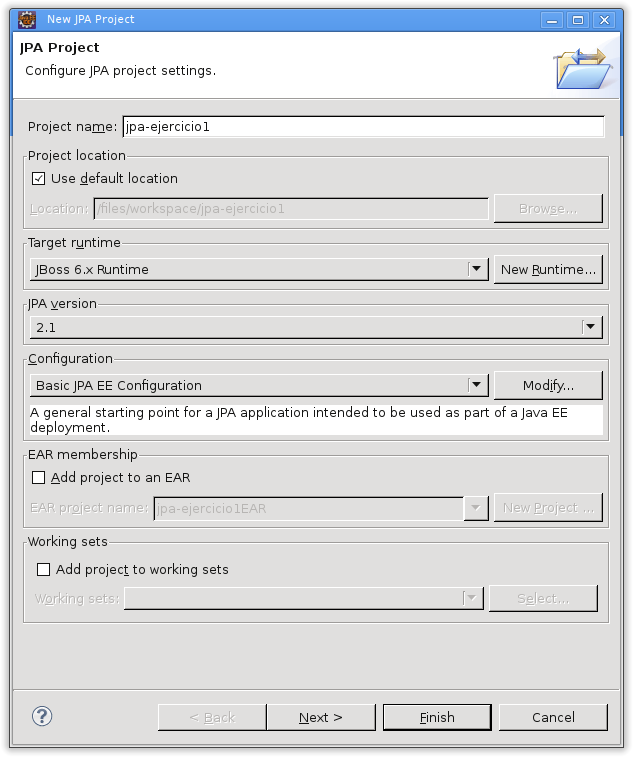 New JPA Project
JPA Project
Configure JPA project settings.
Project name: jpa-ejercicio1
Project location
Use default location
Location: /files/workspace/jpa-ejercicio1 Browse...
Target runtime
JBoss 6.x Runtime New Runtime...
JPA version
2.1
Configuration
Basic JPA EE Configuration Modify...
A general starting point for a JPA application intended to be used as part of a Java EE
deployment.
EAR membership
Add project to an EAR
EAR project name: jpa-ejercicio1EAR New Project ...
Working sets
Add project to working sets
Working sets: Select...
< Back Next > Finish Cancel